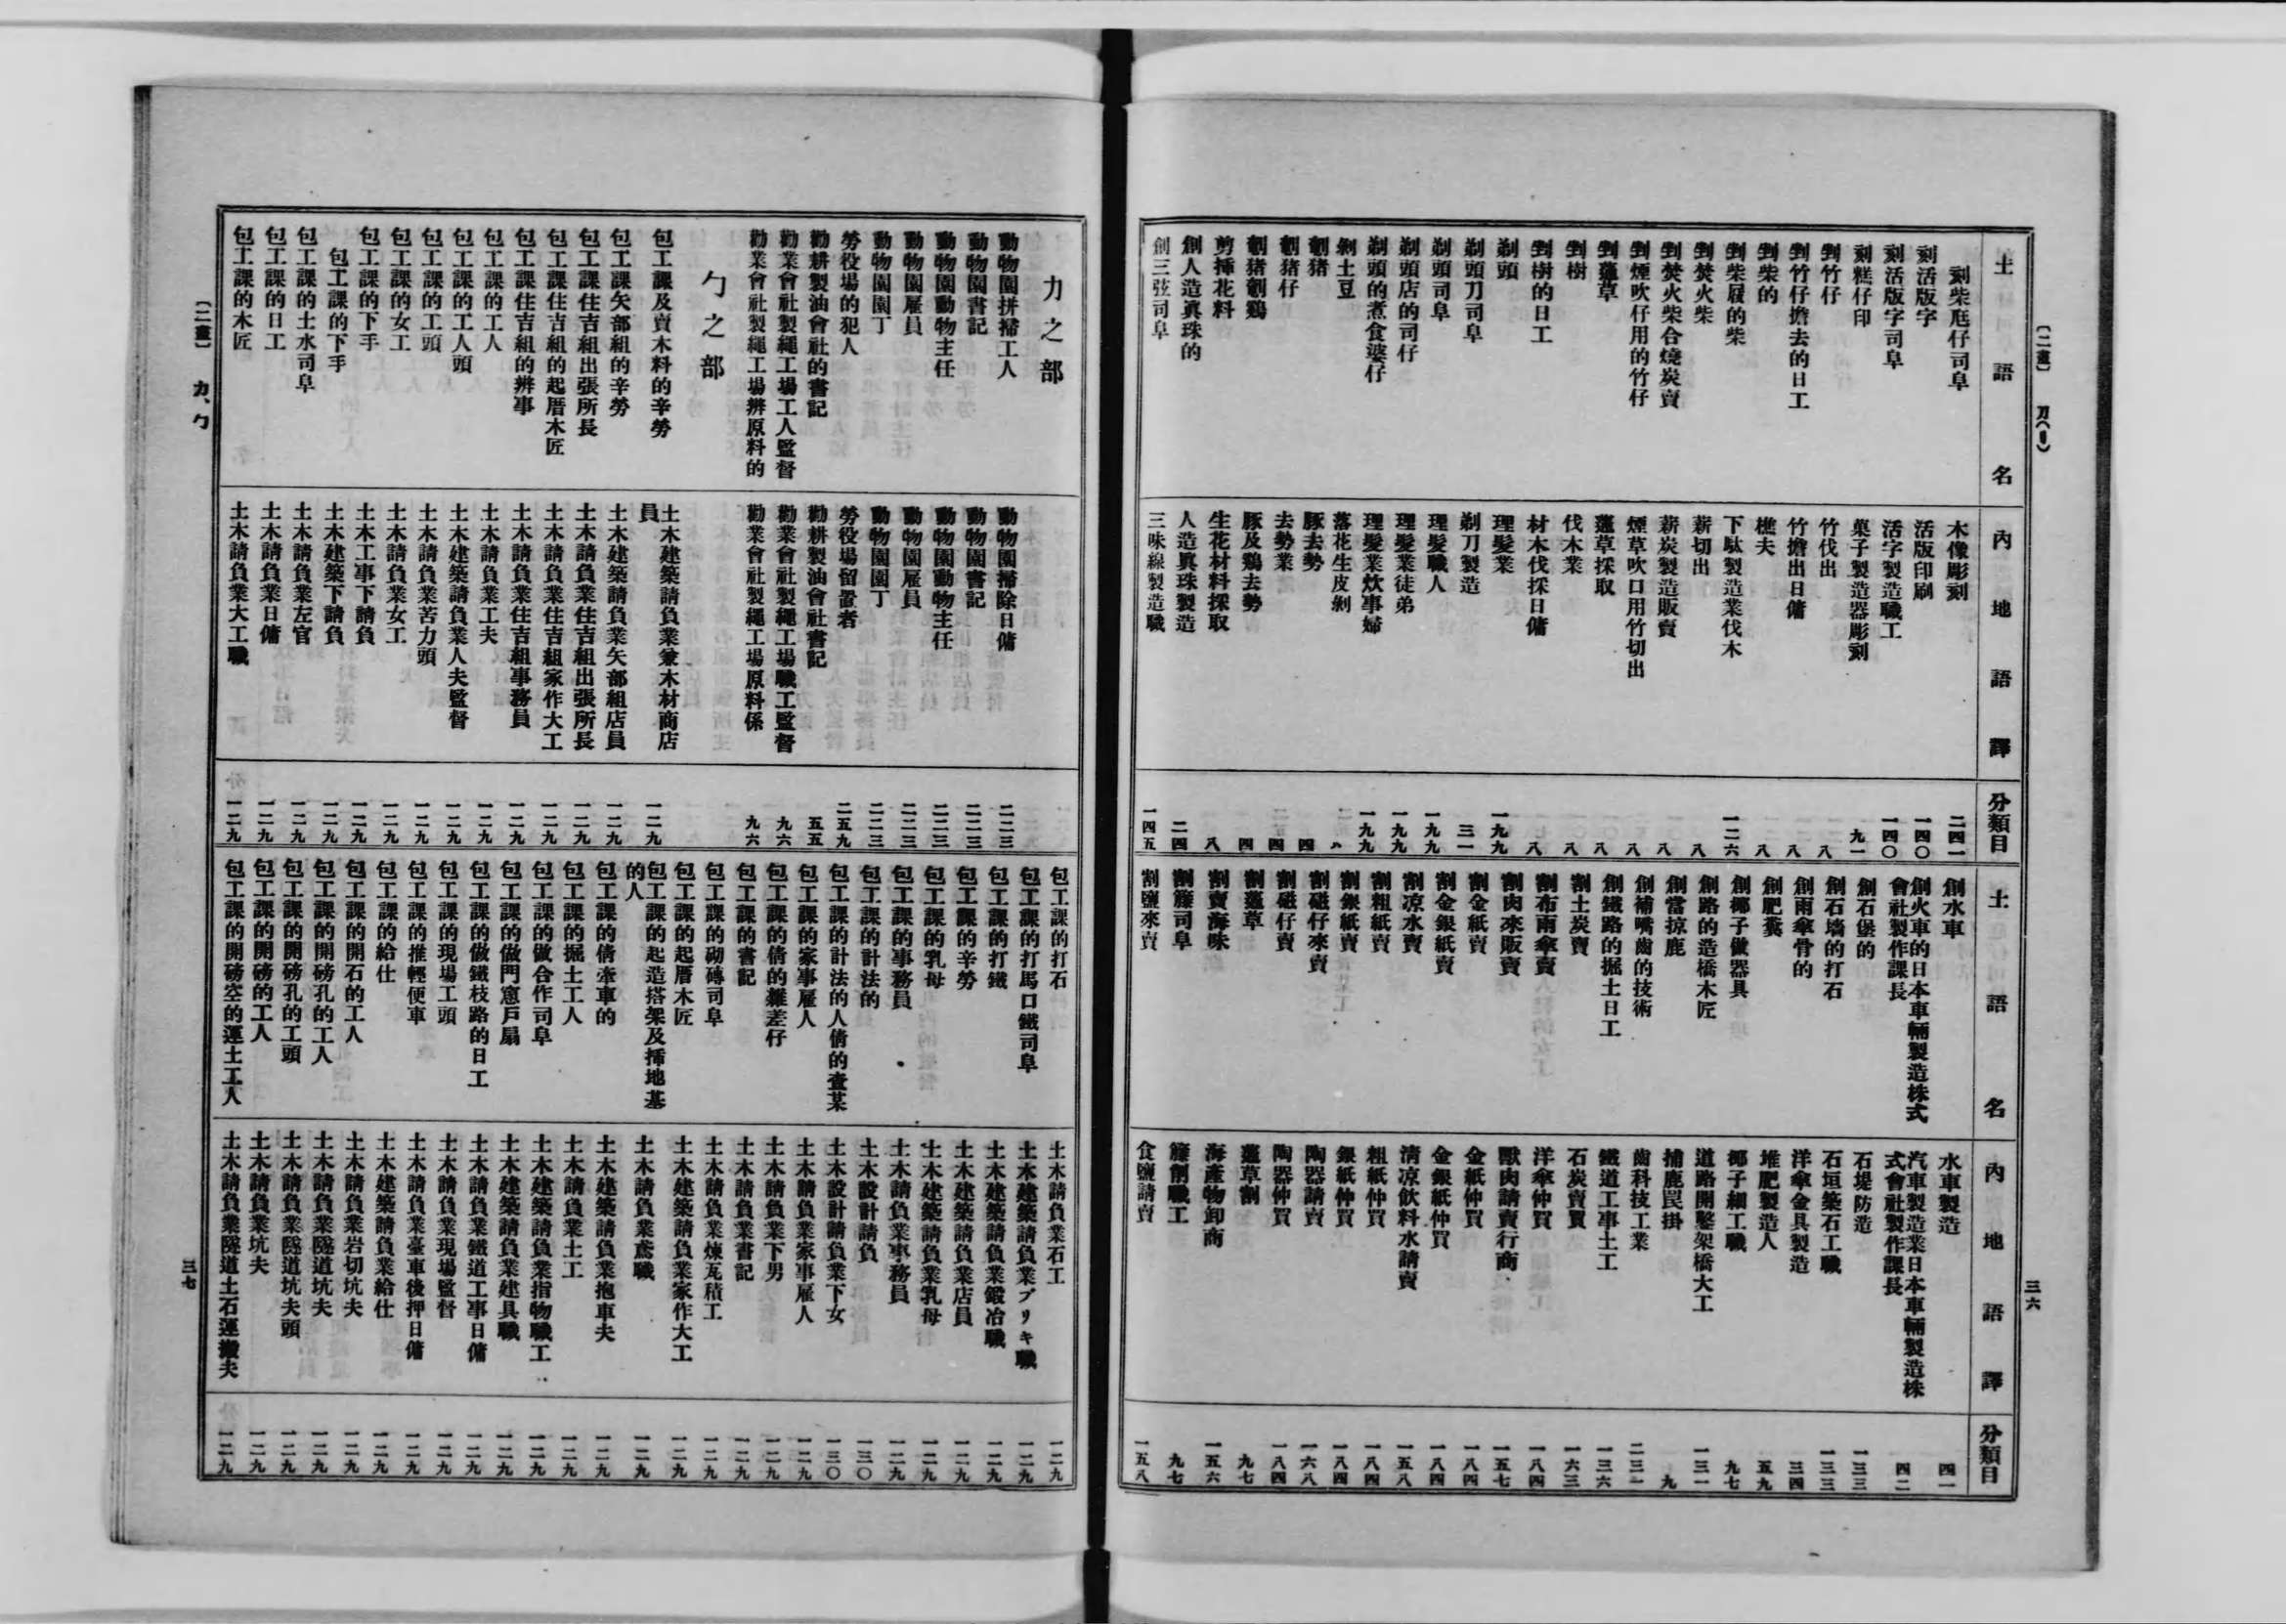 〔二畫〕 刀(刂)
三六
土語名
內地語譯
分類目
刻柴尪仔司阜
木像彫刻
二四一
刻活版字
活版印刷
一四〇
刻活版字司阜
活字製造職工
一四〇
刻糕仔印
菓子製造器彫刻
九一
剉竹仔
竹伐出
八
剉竹仔擔去的日工
竹擔出日傭
八
剉柴的
樵夫
八
剉柴屐的柴
下駄製造業伐木
一二六
剉焚火柴
薪切出
八
剉焚火柴合燒炭賣
薪炭製造販賣
八
剉煙吹仔用的竹仔
煙草吹口用竹切出
八
剉薳草
薳草採取
八
剉樹
伐木業
八
剉樹的日工
材木伐採日傭
八
剃頭
理髮業
一九九
剃頭刀司阜
剃刀製造
三一
剃頭司阜
理髮職人
一九九
剃頭店的司仔
理髮業徒弟
一九九
剃頭的煮食婆仔
理髮業炊事婦
一九九
剝土豆
落花生皮剝
八
劁猪
豚去勢
四
劁猪仔
去勢業
四
劁猪劁鷄
豚及鷄去勢
四
剪揷花料
生花材料採取
八
創人造眞珠的
人造眞珠製造
二四
創三弦司阜
三味線製造職
一四五
土語名
內地語譯
分類目
創水車
水車製造
四一
創火車的日本車輛製造株式
會社製作課長
汽車製造業日本車輛製造株
式會社製作課長
四二
創石堡的
石堤防造
一三三
創石墻的打石
石垣築石工職
一三三
創雨傘骨的
洋傘金具製造
三四
創肥糞
堆肥製造人
五九
創椰子做器具
椰子細工職
九七
創路的造橋木匠
道路開鑿架橋大工
一三一
創當掠鹿
捕鹿罠掛
九
創補嘴齒的技術
齒科技工業
二三一
創鐵路的掘土日工
鐵道工事土工
一三六
割土炭賣
石炭賣買
一六三
割布雨傘賣
洋傘仲買
一八四
割肉來販賣
獸肉請賣行商
一五七
割金紙賣
金紙仲買
一八四
割金銀紙賣
金銀紙仲買
一八四
割凉水賣
淸凉飮料水請賣
一五八
割粗紙賣
粗紙仲買
一八四
割銀紙賣
銀紙仲買
一八四
割磁仔來賣
陶器請賣
一六八
割磁仔賣
陶器仲買
一八四
割薳草
薳草割
九七
割賣海味
海產物卸商
一五六
割籐司阜
籐削職工
九七
割鹽來賣
食鹽請賣
一五八
力之部
動物園拼掃工人
動物園掃除日傭
二二三
動物園書記
動物園書記
二二三
動物園動物主任
動物園動物主任
二二三
動物園雇員
動物園雇員
二二三
動物園園丁
動物園園丁
二二三
勞役場的犯人
勞役場留置者
二五九
勸耕製油會社的書記
勸耕製油會社書記
五五
勸業會社製繩工場工人監督
勸業會社製繩工場職工監督
九六
勸業會社製繩工場辨原料的
勸業會社製繩工場原料係
九六
勹之部
包工課及賣木料的辛勞
土木建築請負業兼木材商店
員
一二九
包工課矢部組的辛勞
土木建築請負業矢部組店員
一二九
包工課住吉組出張所長
土木請負業住吉組出張所長
一二九
包工課住吉組的起厝木匠
土木請負業住吉組家作大工
一二九
包工課住吉組的辨事
土木請負業住吉組事務員
一二九
包工課的工人
土木請負業工夫
一二九
包工課的工人頭
土木建築請負業人夫監督
一二九
包工課的工頭
土木請負業苦力頭
一二九
包工課的女工
土木請負業女工
一二九
包工課的下手
土木工事下請負
一二九
包工課的下手
土木建築下請負
一二九
包工課的土水司阜
土木請負業左官
一二九
包工課的日工
土木請負業日傭
一二九
包工課的木匠
土木請負業大工職
一二九
包工課的打石
土木請負業石工
一二九
包工課的打馬口鐵司阜
土木建築請負業ブリキ職
一二九
包工課的打鐵
土木建築請負業鍛冶職
一二九
包工課的辛勞
土木建築請負業店員
一二九
包工課的乳母
土木建築請負業乳母
一二九
包工課的事務員
土木請負業事務員
一二九
包工課的計法的
土木設計請負
一三〇
包工課的計法的人倩的査某
土木設計請負業下女
一三〇
包工課的家事雇人
土木請負業家事雇人
一二九
包工課的倩的雜差仔
土木請負業下男
一二九
包工課的書記
土木請負業書記
一二九
包工課的砌磚司阜
土木請負業煉瓦積工
一二九
包工課的起厝木匠
土木建築請負業家作大工
一二九
包工課的起造搭架及揷地基
的人
土木請負業鳶職
一二九
包工課的倩牽車的
土木建築請負業抱車夫
一二九
包工課的掘土工人
土木請負業土工
一二九
包工課的做合作司阜
土木建築請負業指物職工
一二九
包工課的做門窓戶扇
土木建築請負業建具職
一二九
包工課的做鐵枝路的日工
土木請負業鐵道工事日傭
一二九
包工課的現場工頭
土木請負業現場監督
一二九
包工課的推輕便車
土木請負業臺車後押日傭
一二九
包工課的給仕
土木建築請負業給仕
一二九
包工課的開石的工人
土木請負業岩切坑夫
一二九
包工課的開磅孔的工人
土木請負業隧道坑夫
一二九
包工課的開磅孔的工頭
土木請負業隧道坑夫頭
一二九
包工課的開磅的工人
土木請負業坑夫
一二九
包工課的開磅空的運土工人
土木請負業隧道土石運搬夫
一二九
〔二畫〕 力、勹
三七